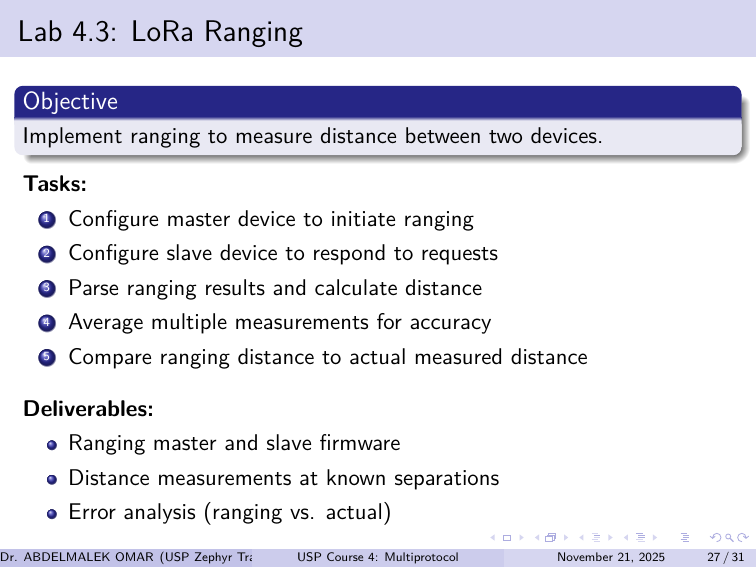 Lab 4.3: LoRa Ranging
Objective
Implement ranging to measure distance between two devices.
Tasks:
1 Configure master device to initiate ranging
2 Configure slave device to respond to requests
3 Parse ranging results and calculate distance
4 Average multiple measurements for accuracy
5 Compare ranging distance to actual measured distance
Deliverables:
Ranging master and slave firmware
Distance measurements at known separations
Error analysis (ranging vs. actual)
Dr. ABDELMALEK OMAR (USP Zephyr Tra USP Course 4: Multiprotocol November 21, 2025 27 / 31